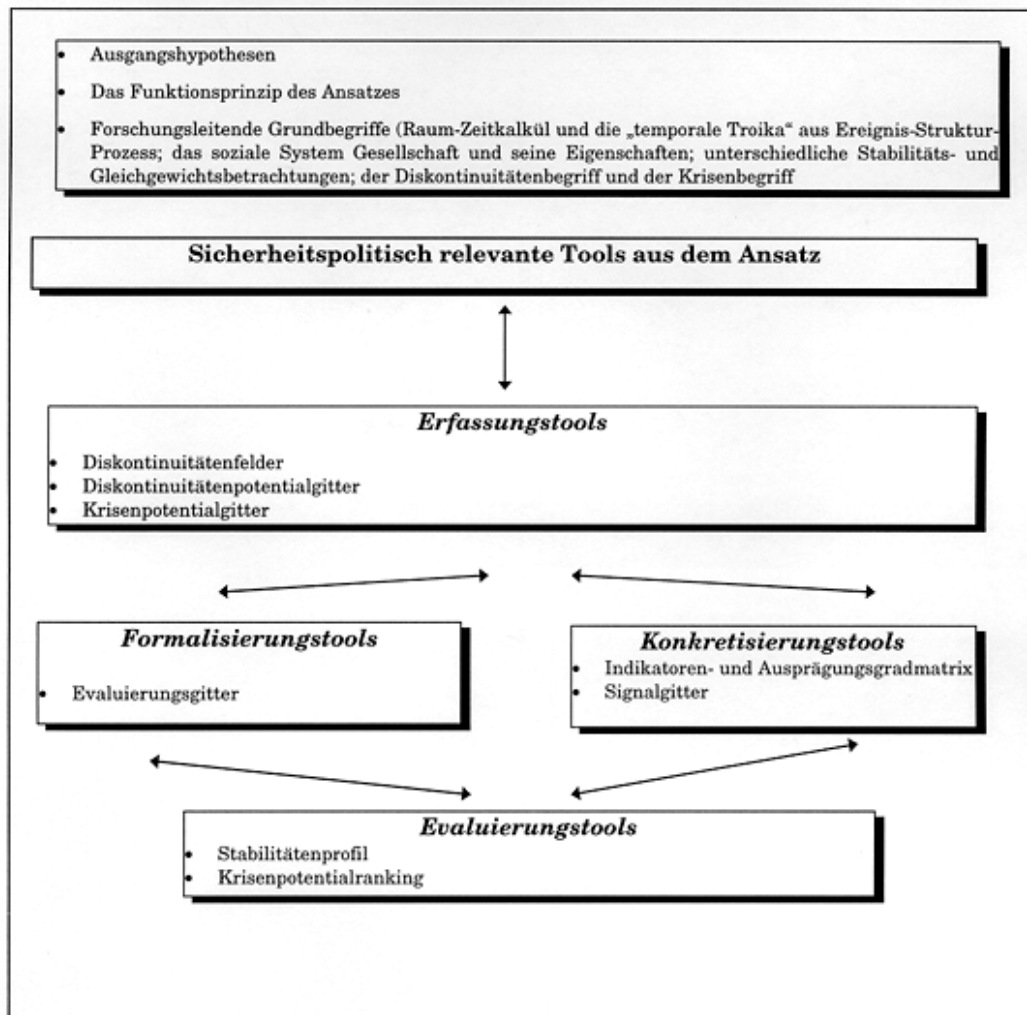 • Ausgangshypothesen
• Das Funktionsprinzip des Ansatzes
• Forschungsleitende Grundbegriffe (Raum-Zeitkalkül und die „temporale Troika“ aus Ereignis-Struktur-
Prozess; das soziale System Gesellschaft und seine Eigenschaften; unterschiedliche Stabilitäts- und
Gleichgewichtsbetrachtungen; der Diskontinuitätenbegriff und der Krisenbegriff
Sicherheitspolitisch relevante Tools aus dem Ansatz
Erfassungstools
• Diskontinuitätenfelder
• Diskontinuitätenpotentialgitter
• Krisenpotentialgitter
Formalisierungstools
• Evaluierungsgitter
Konkretisierungstools
• Indikatoren- und Ausprägungsgradmatrix
• Signalgitter
Evaluierungstools
• Stabilitätenprofil
• Krisenpotentialranking